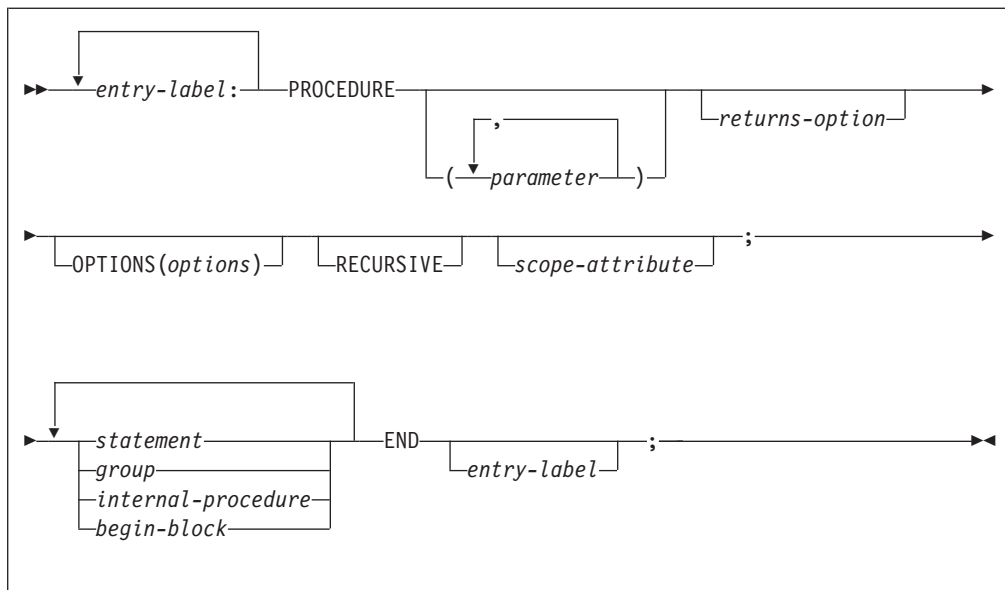 entry-label: PROCEDURE
,
( parameter )
returns-option
OPTIONS(options) RECURSIVE scope-attribute ;
statement END ;
group entry-label
internal-procedure
begin-block